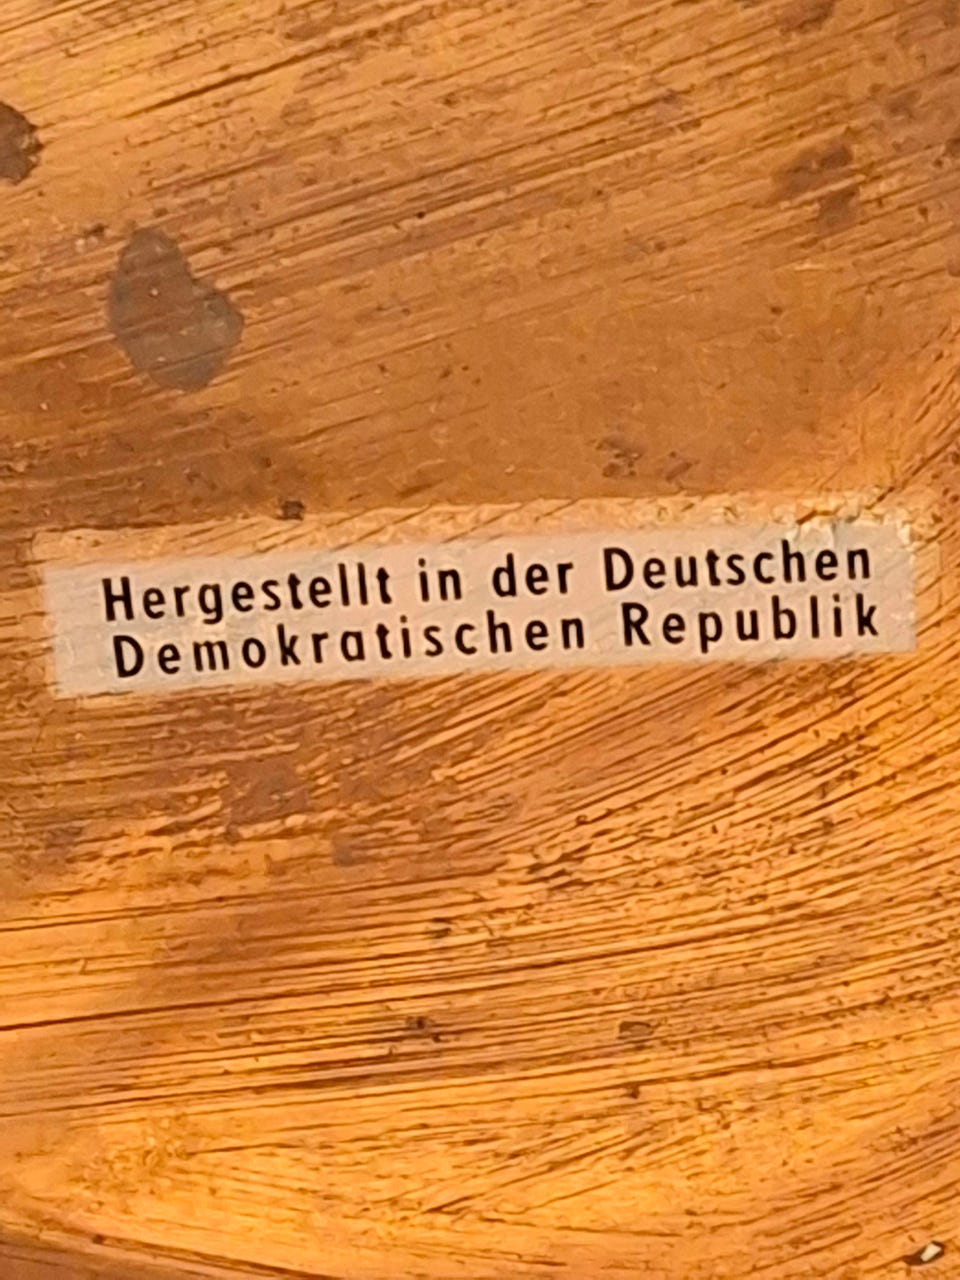 Hergestellt in der Deutschen
Demokratischen Republik